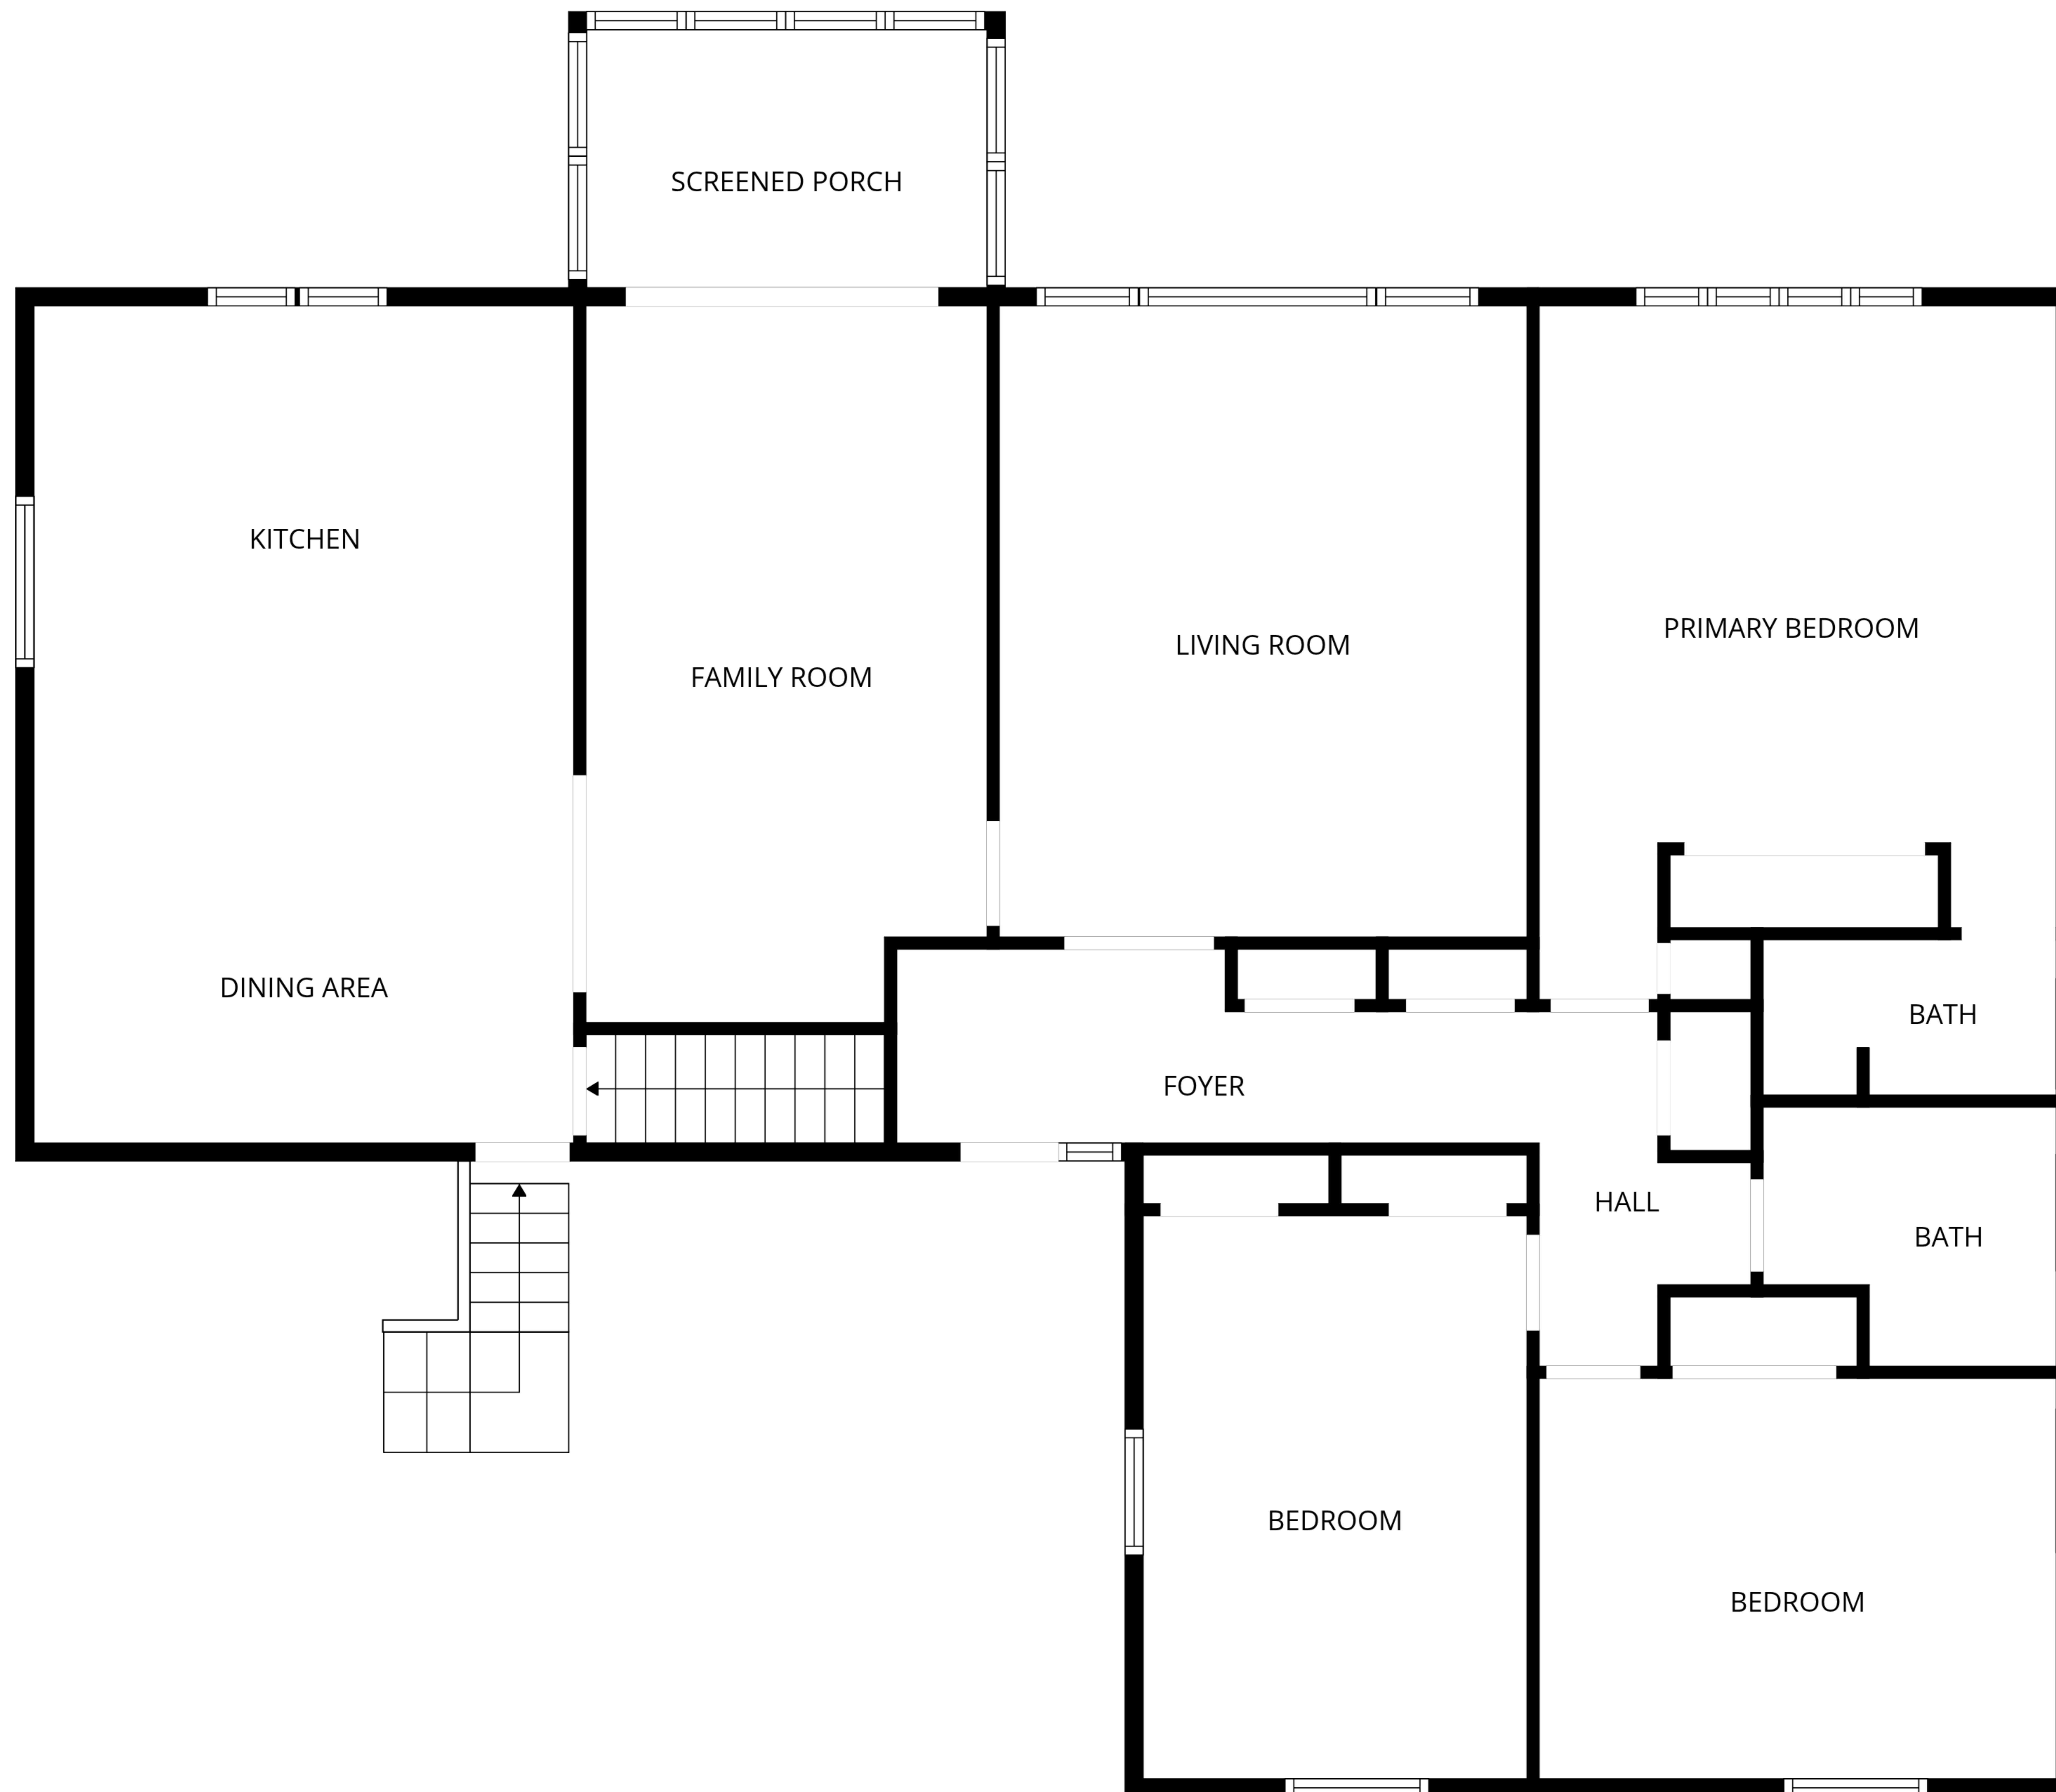 SCREENED PORCH
KITCHEN
FAMILY ROOM
LIVING ROOM
PRIMARY BEDROOM
DINING AREA
FOYER
BATH
HALL
BATH
BEDROOM
BEDROOM